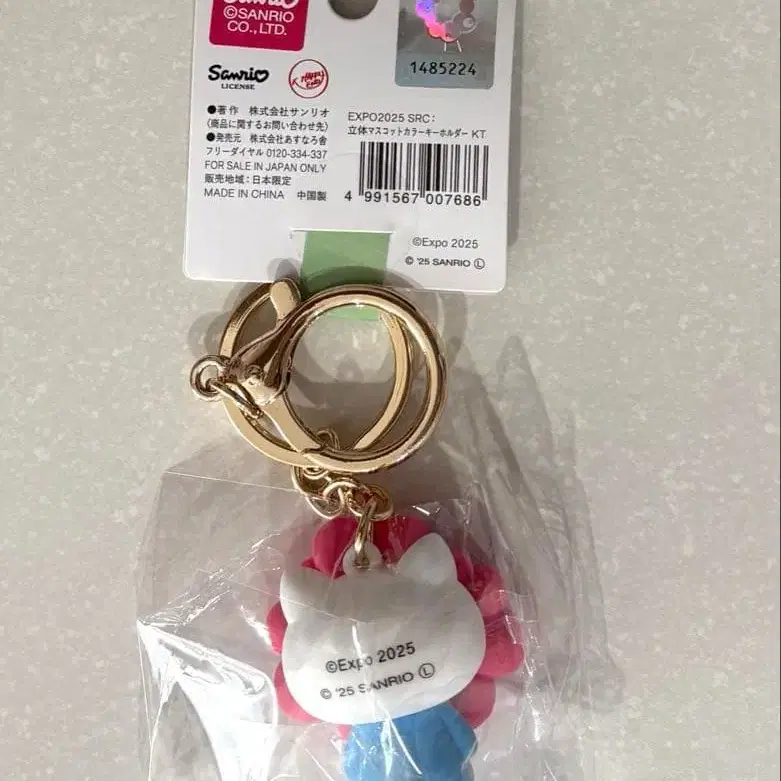 Sanrio
©SANRIO
CO., LTD.
1485224
Sanrio
LICENSE
●著作 株式会社サンリオ
(商品に関するお問い合わせ先)
●発売元 株式会社あすなろ舎
フリーダイヤル 0120-334-337
FOR SALE IN JAPAN ONLY
販売地域:日本限定
MADE IN CHINA 中国製
EXPO2025 SRC:
立体マスコットカラーキーホルダー KT
4 991567 007686
©Expo 2025
© '25 SANRIO Ⓛ
©Expo 2025
© '25 SANRIO Ⓛ